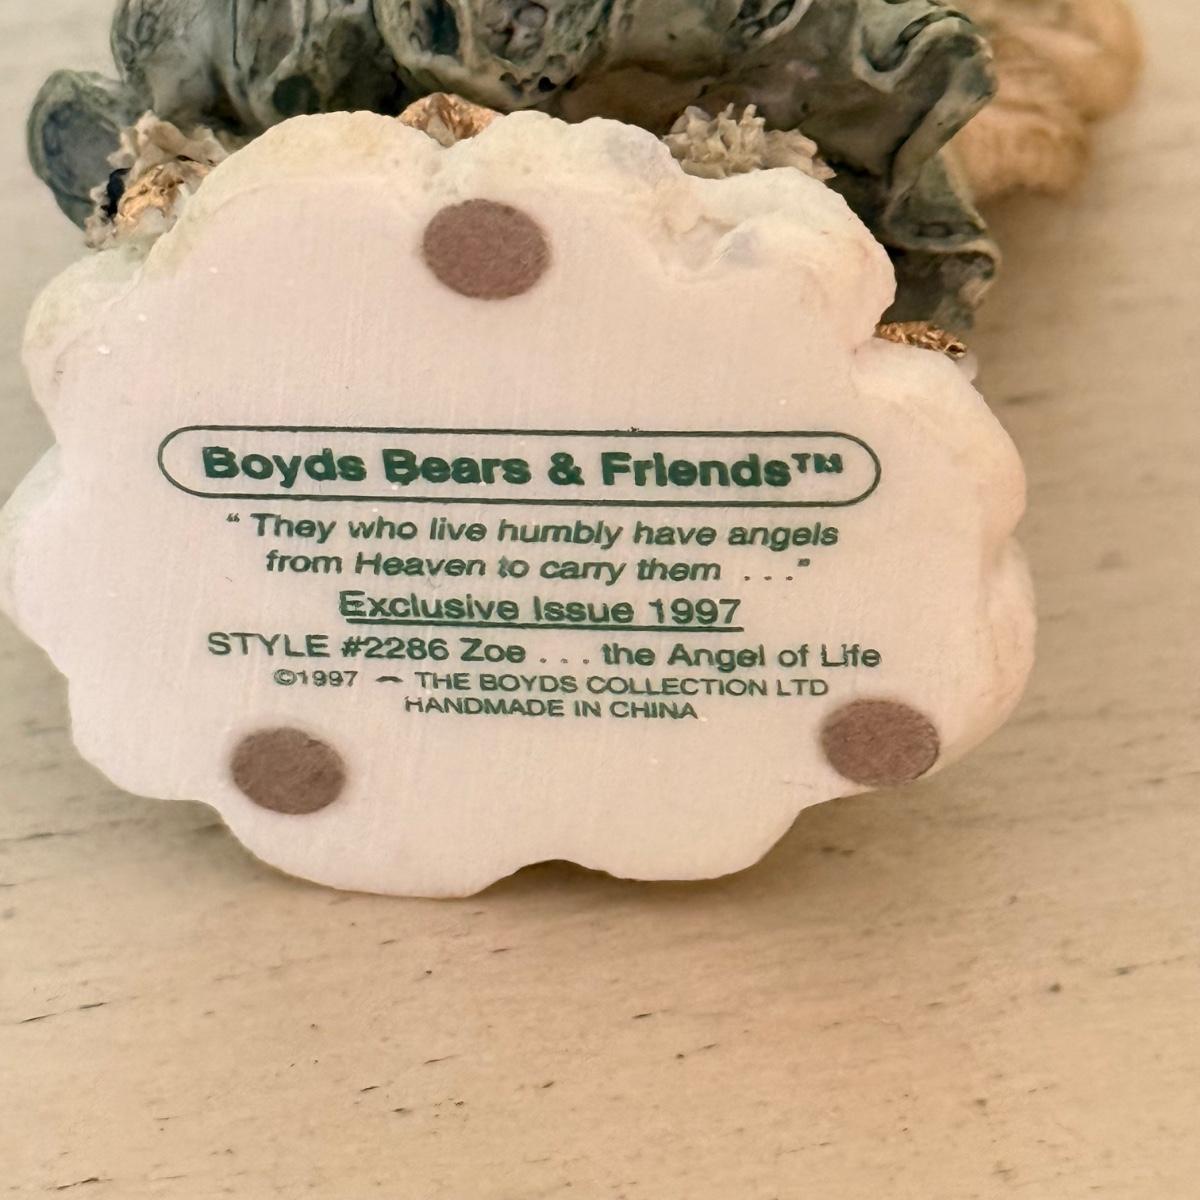 Boyds Bears & Friends™
“ They who live humbly have angels
from Heaven to carry them . . .”
Exclusive Issue 1997
STYLE #2286 Zoe . . . the Angel of Life
©1997 ~ THE BOYDS COLLECTION LTD
HANDMADE IN CHINA